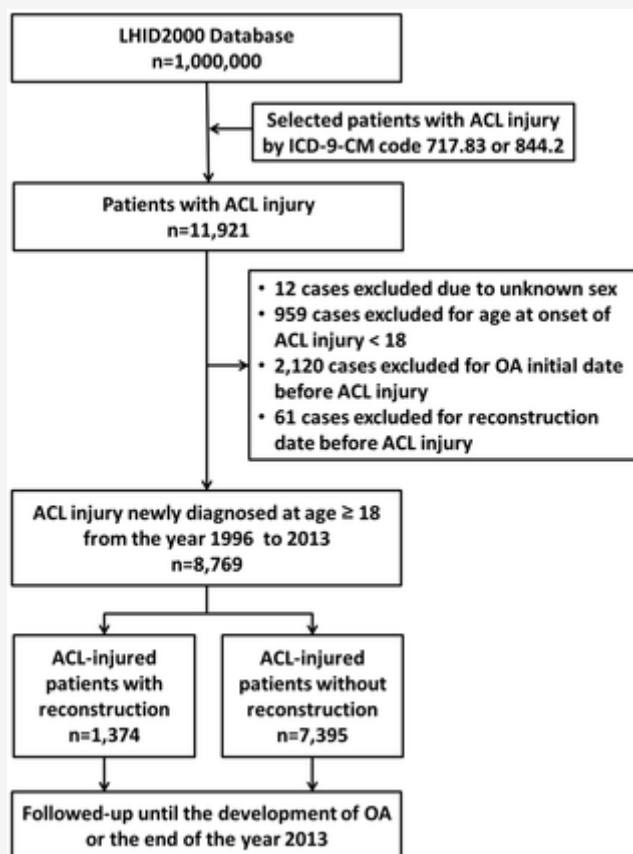 LHID2000 Database
n=1,000,000
Selected patients with ACL injury
by ICD-9-CM code 717.83 or 844.2
Patients with ACL injury
n=11,921
• 12 cases excluded due to unknown sex
• 959 cases excluded for age at onset of
ACL injury < 18
• 2,120 cases excluded for OA initial date
before ACL injury
• 61 cases excluded for reconstruction
date before ACL injury
ACL injury newly diagnosed at age ≥ 18
from the year 1996 to 2013
n=8,769
ACL-injured
patients with
reconstruction
n=1,374
ACL-injured
patients without
reconstruction
n=7,395
Followed-up until the development of OA
or the end of the year 2013